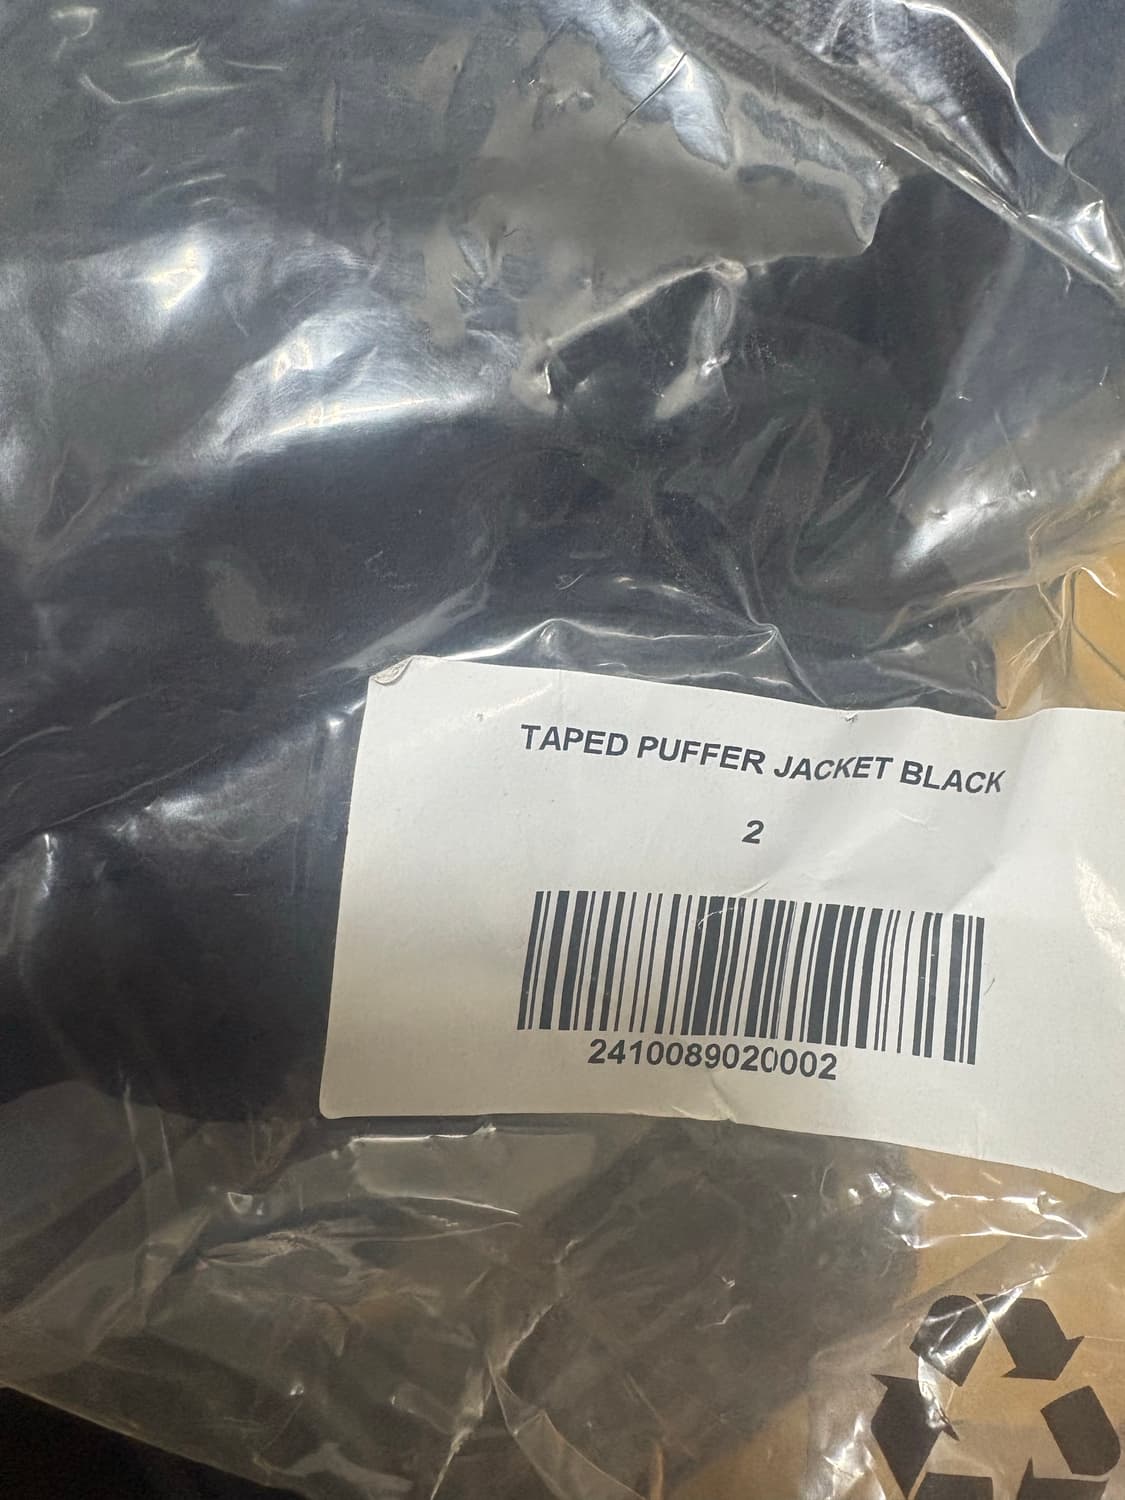 TAPED PUFFER JACKET BLACK
2
2410089020002